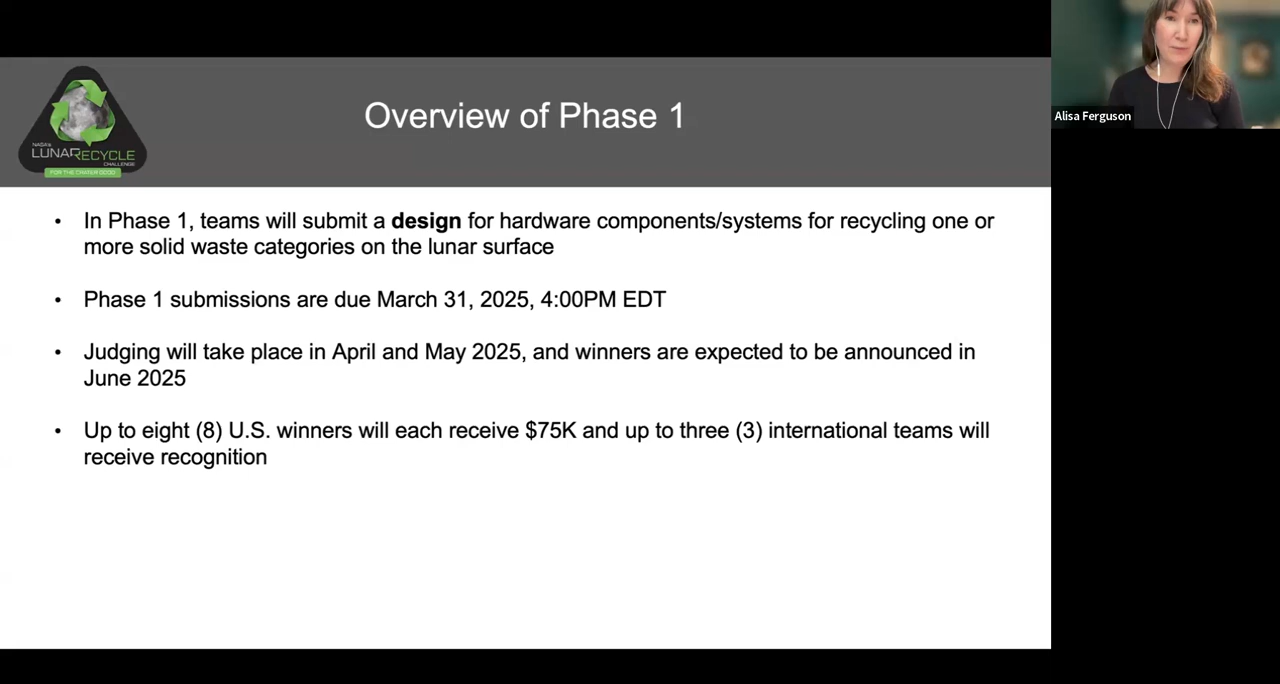 Overview of Phase 1
NASA's
LUNARECYCLE
CHALLENGE
• In Phase 1, teams will submit a design for hardware components/systems for recycling one or
more solid waste categories on the lunar surface
• Phase 1 submissions are due March 31, 2025, 4:00PM EDT
• Judging will take place in April and May 2025, and winners are expected to be announced in
June 2025
• Up to eight (8) U.S. winners will each receive $75K and up to three (3) international teams will
receive recognition
Alisa Ferguson